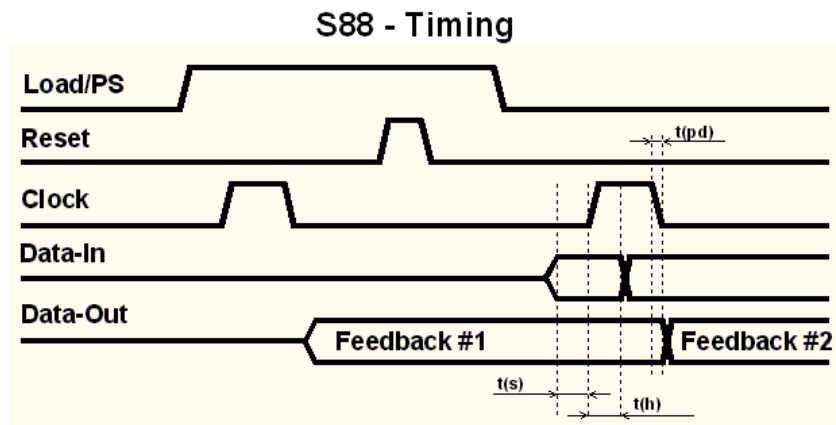 S88 - Timing
Load/PS
Reset
t(pd)
Clock
Data-In
Data-Out
Feedback #1
Feedback #2
t(s)
t(h)